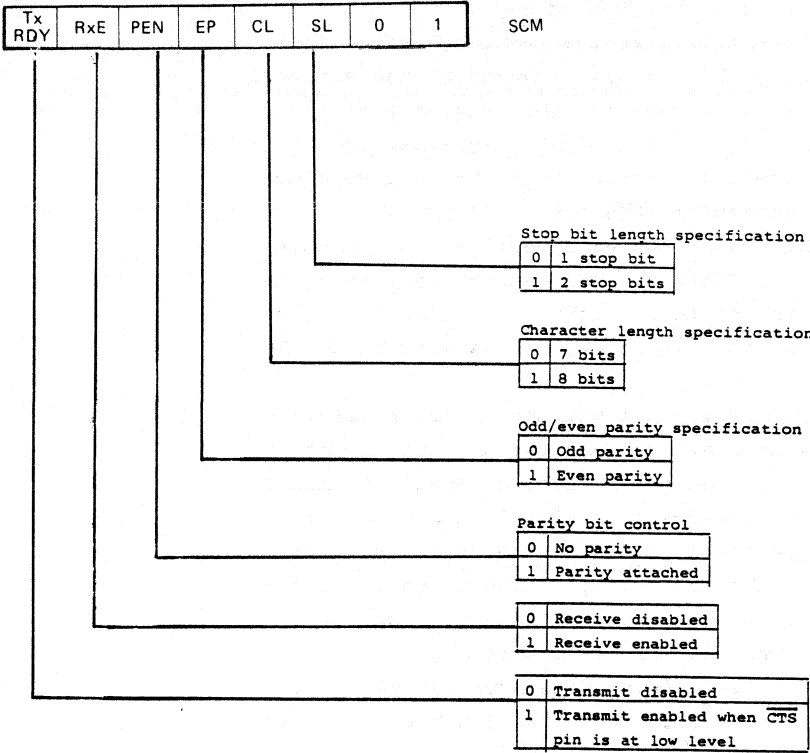 Tx RDY RxE PEN EP CL SL 0 1 SCM
Stop bit length specification
0 1 stop bit
1 2 stop bits
Character length specification
0 7 bits
1 8 bits
Odd/even parity specification
0 Odd parity
1 Even parity
Parity bit control
0 No parity
1 Parity attached
0 Receive disabled
1 Receive enabled
0 Transmit disabled
1 Transmit enabled when C̅T̅S̅
pin is at low level